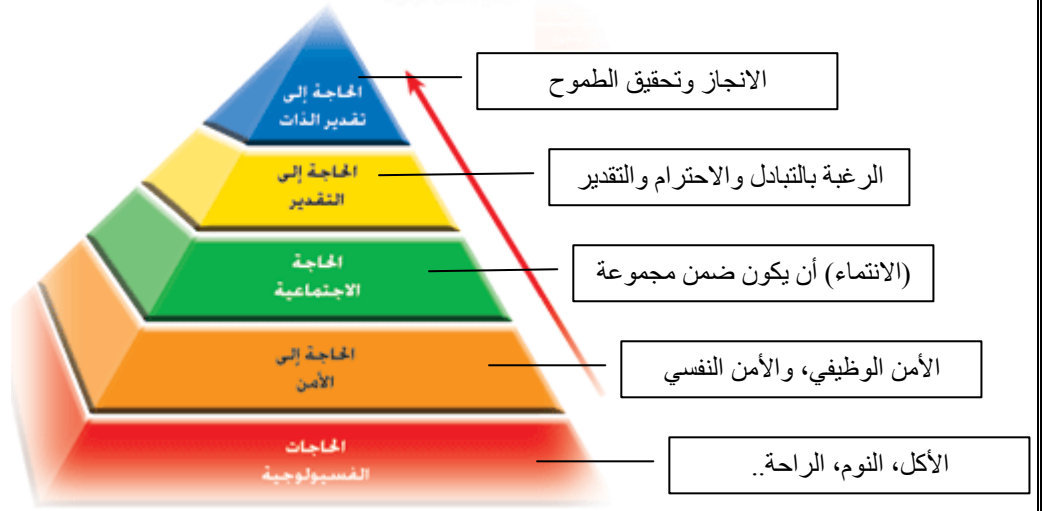 الحاجة إلى
تقدير الذات
الانجاز وتحقيق الطموح
الحاجة إلى
التقدير
الرغبة بالتبادل والاحترام والتقدير
الحاجة
الاجتماعية
(الانتماء) أن يكون ضمن مجموعة
الحاجة إلى
الأمن
الأمن الوظيفي، والأمن النفسي
الحاجات
الفسيولوجية
الأكل، النوم، الراحة..